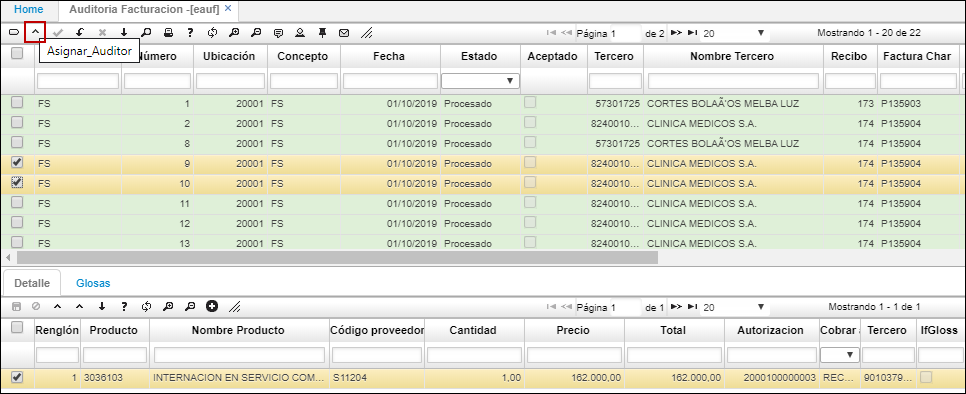 Home Auditoria Facturacion -[eauf] ×
Página 1 de 2 20 Mostrando 1 - 20 de 22
Asignar_Auditor
Número Ubicación Concepto Fecha Estado Aceptado Tercero Nombre Tercero Recibo Factura Char
FS 1 20001 FS 01/10/2019 Procesado 57301725 CORTES BOLAÃ'OS MELBA LUZ 173 P135903
FS 2 20001 FS 01/10/2019 Procesado 8240010... CLINICA MEDICOS S.A. 174 P135904
FS 8 20001 FS 01/10/2019 Procesado 57301725 CORTES BOLAÃ'OS MELBA LUZ 174 P135904
FS 9 20001 FS 01/10/2019 Procesado 8240010... CLINICA MEDICOS S.A. 174 P135904
FS 10 20001 FS 01/10/2019 Procesado 8240010... CLINICA MEDICOS S.A. 174 P135904
FS 11 20001 FS 01/10/2019 Procesado 8240010... CLINICA MEDICOS S.A. 174 P135904
FS 12 20001 FS 01/10/2019 Procesado 8240010... CLINICA MEDICOS S.A. 174 P135904
FS 13 20001 FS 01/10/2019 Procesado 8240010... CLINICA MEDICOS S.A. 174 P135904
Detalle Glosas
Página 1 de 1 20 Mostrando 1 - 1 de 1
Renglón Producto Nombre Producto Código proveedor Cantidad Precio Total Autorizacion Cobrar Tercero IfGloss
1 3036103 INTERNACION EN SERVICIO COM... S11204 1,00 162.000,00 162.000,00 2000100000003 REC... 9010379...